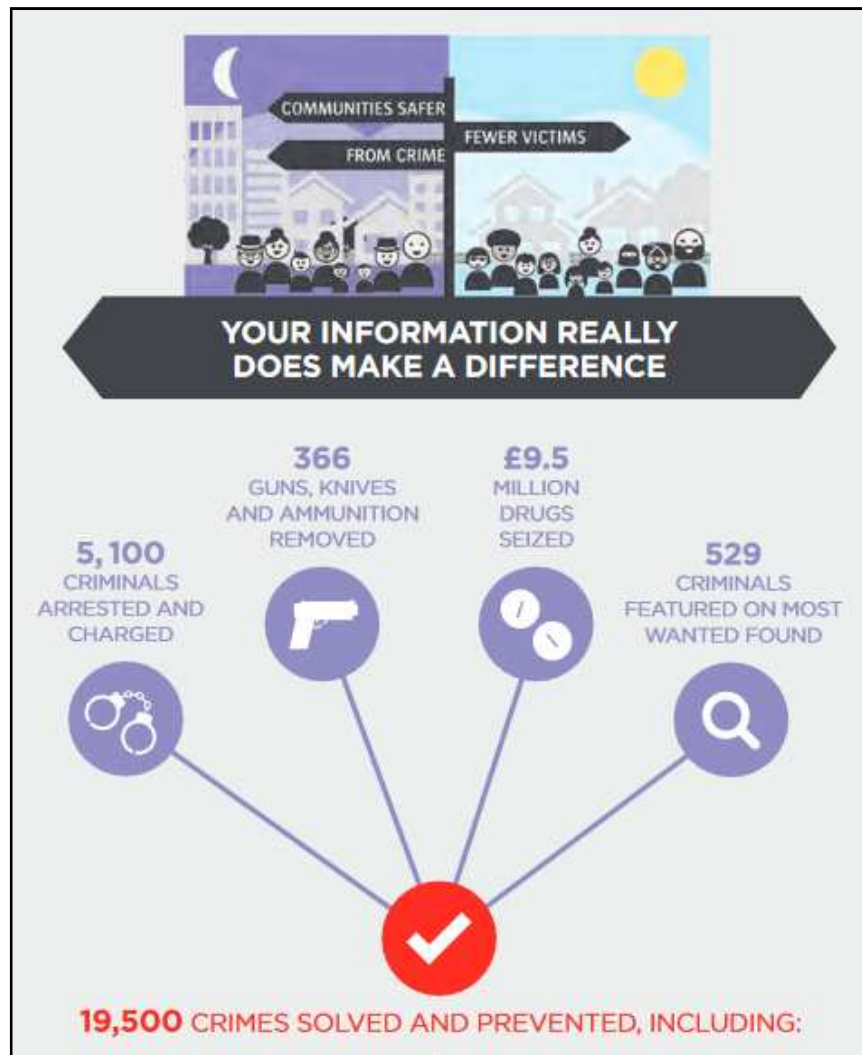 COMMUNITIES SAFER
FEWER VICTIMS
FROM CRIME
YOUR INFORMATION REALLY
DOES MAKE A DIFFERENCE
366
GUNS, KNIVES
AND AMMUNITION
REMOVED
£9.5
MILLION
DRUGS
SEIZED
5,100
CRIMINALS
ARRESTED AND
CHARGED
529
CRIMINALS
FEATURED ON MOST
WANTED FOUND
19,500 CRIMES SOLVED AND PREVENTED, INCLUDING: